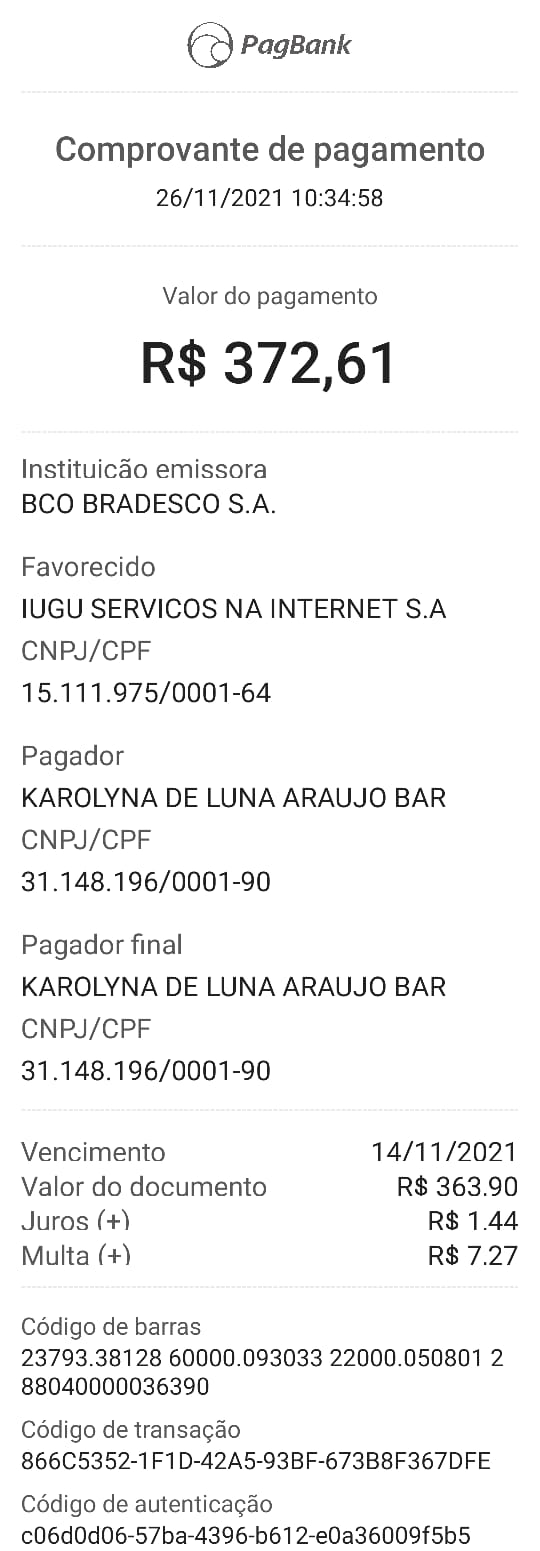 PagBank
Comprovante de pagamento
26/11/2021 10:34:58
Valor do pagamento
R$ 372,61
Instituicão emissora
BCO BRADESCO S.A.
Favorecido
IUGU SERVICOS NA INTERNET S.A
CNPJ/CPF
15.111.975/0001-64
Pagador
KAROLYNA DE LUNA ARAUJO BAR
CNPJ/CPF
31.148.196/0001-90
Pagador final
KAROLYNA DE LUNA ARAUJO BAR
CNPJ/CPF
31.148.196/0001-90
Vencimento 14/11/2021
Valor do documento R$ 363.90
Juros (+) R$ 1.44
Multa (+) R$ 7.27
Código de barras
23793.38128 60000.093033 22000.050801 2
88040000036390
Código de transação
866C5352-1F1D-42A5-93BF-673B8F367DFE
Código de autenticação
c06d0d06-57ba-4396-b612-e0a36009f5b5